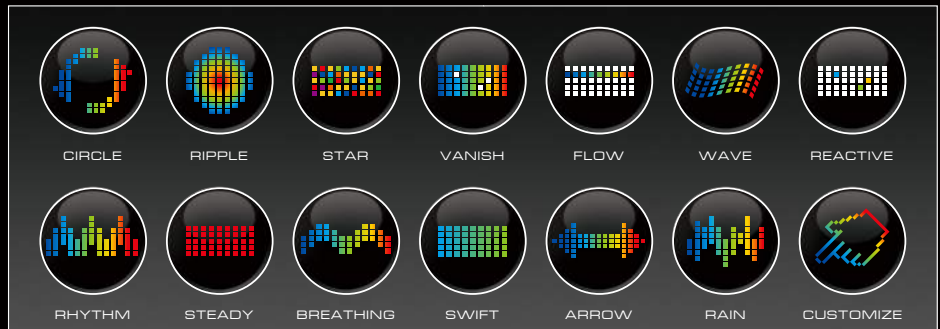 CIRCLE RIPPLE STAR VANISH FLOW WAVE REACTIVE
RHYTHM STEADY BREATHING SWIFT ARROW RAIN CUSTOMIZE